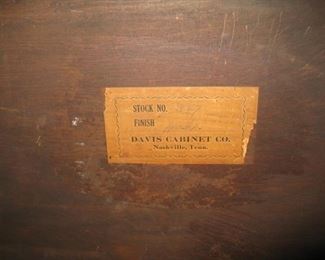 STOCK NO.
FINISH
DAVIS CABINET CO.
Nashville, Tenn.